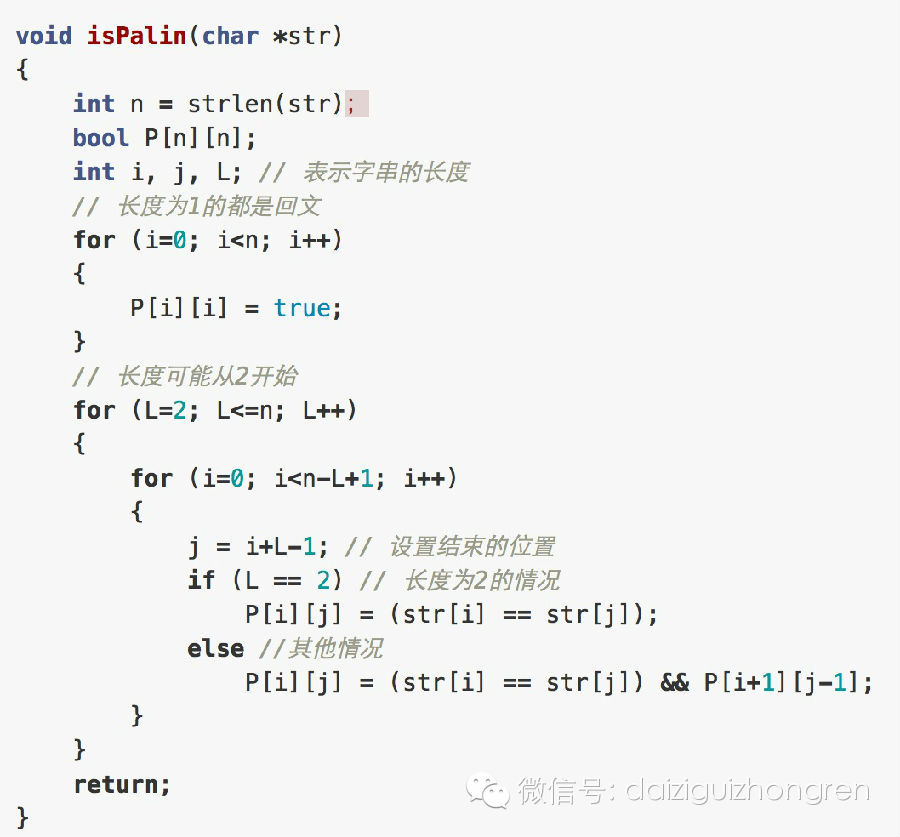 void isPalin(char *str)
{
    int n = strlen(str);
    bool P[n][n];
    int i, j, L; // 表示字串的长度
    // 长度为1的都是回文
    for (i=0; i<n; i++)
    {
        P[i][i] = true;
    }
    // 长度可能从2开始
    for (L=2; L<=n; L++)
    {
        for (i=0; i<n-L+1; i++)
        {
            j = i+L-1; // 设置结束的位置
            if (L == 2) // 长度为2的情况
                P[i][j] = (str[i] == str[j]);
            else //其他情况
                P[i][j] = (str[i] == str[j]) && P[i+1][j-1];
        }
    }
    return;
}
微信号: daiziguizhongren